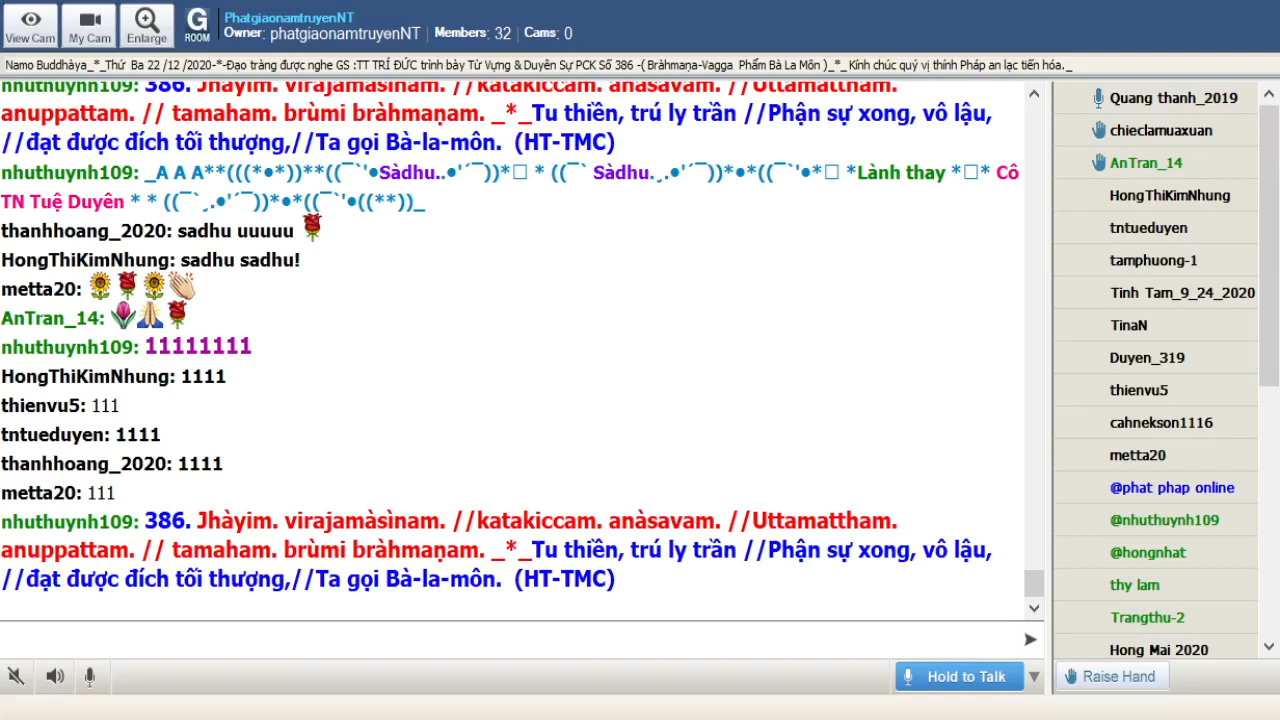 View Cam
My Cam
Enlarge
G
ROOM
PhatgiaonamtruyenNT
Owner: phatgiaonamtruyenNT | Members: 32 | Cams: 0
Namo Buddhàya_*_Thứ Ba 22 /12 /2020-*-Đạo tràng được nghe GS :TT TRÍ ĐỨC trình bày Từ Vựng & Duyên Sự PCK Số 386 -( Bràhmaṇa-Vagga Phẩm Bà La Môn )_*_ Kính chúc quý vị thính Pháp an lạc tiến hóa._
nhuthuynh109: 386. Jhàyim. virajamàsìnam. //katakiccam. anàsavam. //Uttamattham.
anuppattam. // tamaham. brùmi bràhmaṇam. _*_Tu thiền, trú ly trần //Phận sự xong, vô lậu,
//đạt được đích tối thượng,//Ta gọi Bà-la-môn. (HT-TMC)
nhuthuynh109: _A A A**(((*•*))**((¯`'•Sàdhu..•'´¯))*□ * ((¯` Sàdhu.¸.•'´¯))*•*((¯`'•*□ *Lành thay *□* Cô
TN Tuệ Duyên * * ((¯`¸.•'´¯))*•*((¯`'•((**))_
thanhhoang_2020: sadhu uuuuu 🌹
HongThiKimNhung: sadhu sadhu!
metta20: 🌻🌹🌻👏
AnTran_14: 🌷🙏🌹
nhuthuynh109: 11111111
HongThiKimNhung: 1111
thienvu5: 111
tntueduyen: 1111
thanhhoang_2020: 1111
metta20: 111
nhuthuynh109: 386. Jhàyim. virajamàsìnam. //katakiccam. anàsavam. //Uttamattham.
anuppattam. // tamaham. brùmi bràhmaṇam. _*_Tu thiền, trú ly trần //Phận sự xong, vô lậu,
//đạt được đích tối thượng,//Ta gọi Bà-la-môn. (HT-TMC)
Quang thanh_2019
chieclamuaxuan
AnTran_14
HongThiKimNhung
tntueduyen
tamphuong-1
Tinh Tam_9_24_2020
TinaN
Duyen_319
thienvu5
cahnekson1116
metta20
@phat phap online
@nhuthuynh109
@hongnhat
thy lam
Trangthu-2
Hong Mai 2020
Hold to Talk
Raise Hand